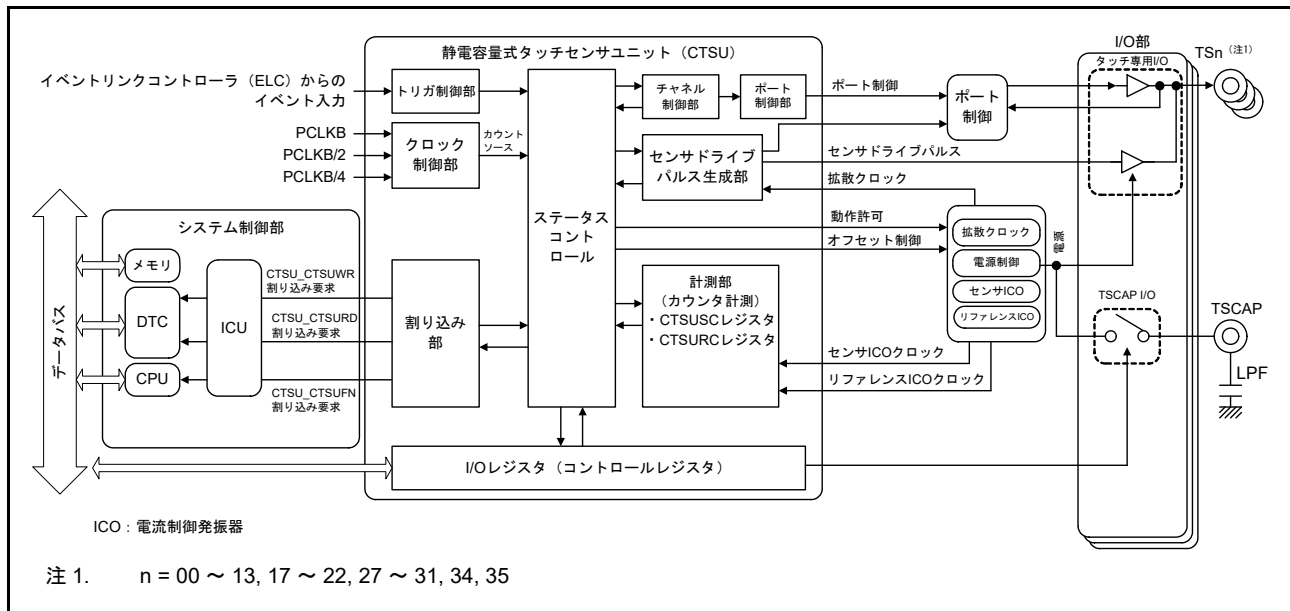 静電容量式タッチセンサユニット（CTSU）
I/O部
タッチ専用I/O
TSn（注1）
イベントリンクコントローラ（ELC）からの
イベント入力
トリガ制御部
チャネル
制御部
ポート
制御部
ポート制御
ポート
制御
PCLKB
PCLKB/2
PCLKB/4
クロック
制御部
カウント
ソース
センサドライブ
パルス生成部
センサドライブパルス
拡散クロック
ステータス
コント
ロール
動作許可
オフセット制御
拡散クロック
電源制御
センサICO
リファレンスICO
電源
システム制御部
メモリ
DTC
CPU
ICU
データバス
CTSU_CTSUWR
割り込み要求
CTSU_CTSURD
割り込み要求
CTSU_CTSUFN
割り込み要求
割り込み
部
計測部
（カウンタ計測）
・CTSUSCレジスタ
・CTSURCレジスタ
センサICOクロック
リファレンスICOクロック
TSCAP I/O
TSCAP
LPF
I/Oレジスタ（コントロールレジスタ）
ICO：電流制御発振器
注 1. n = 00 ～ 13, 17 ～ 22, 27 ～ 31, 34, 35